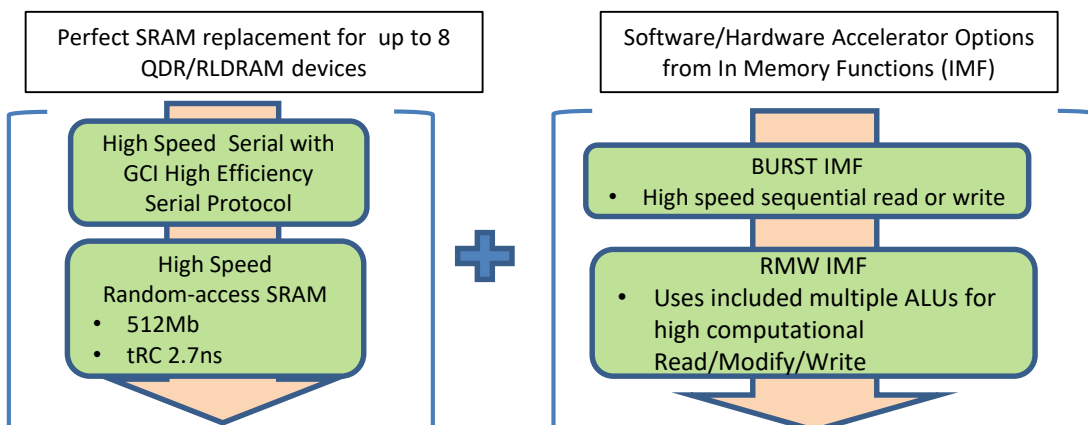 Perfect SRAM replacement for up to 8
QDR/RLDRAM devices
High Speed Serial with
GCI High Efficiency
Serial Protocol
High Speed
Random-access SRAM
• 512Mb
• tRC 2.7ns
Software/Hardware Accelerator Options
from In Memory Functions (IMF)
BURST IMF
• High speed sequential read or write
RMW IMF
• Uses included multiple ALUs for
high computational
Read/Modify/Write